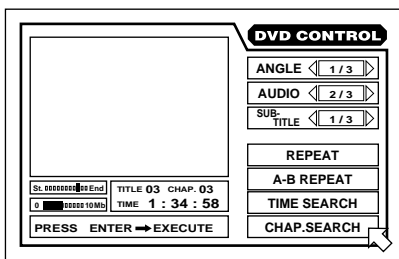 DVD CONTROL
ANGLE 1 / 3
AUDIO 2 / 3
SUB-
TITLE 1 / 3
REPEAT
A-B REPEAT
TIME SEARCH
CHAP.SEARCH
St. End
0 10Mb
TITLE 03 CHAP. 03
TIME 1 : 34 : 58
PRESS ENTER ➡ EXECUTE